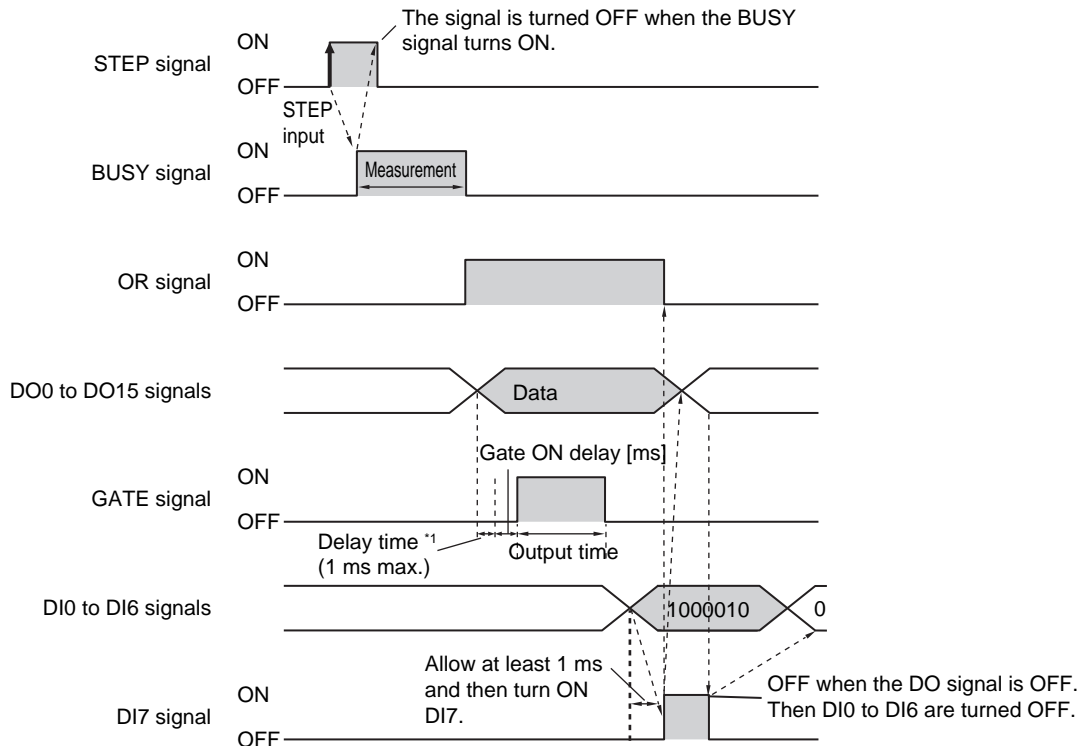 The signal is turned OFF when the BUSY
signal turns ON.
ON
STEP signal
OFF
STEP
input
ON
BUSY signal
Measurement
OFF
ON
OR signal
OFF
DO0 to DO15 signals
Data
Gate ON delay [ms]
ON
GATE signal
OFF
Delay time *1
(1 ms max.)
Output time
DI0 to DI6 signals
1000010
0
Allow at least 1 ms
and then turn ON
DI7.
ON
DI7 signal
OFF
OFF when the DO signal is OFF.
Then DI0 to DI6 are turned OFF.